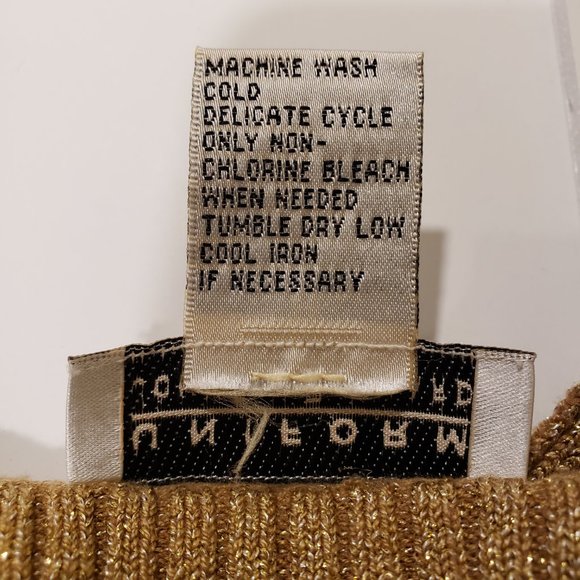 MACHINE WASH
COLD
DELICATE CYCLE
ONLY NON-
CHLORINE BLEACH
WHEN NEEDED
TUMBLE DRY LOW
COOL IRON
IF NECESSARY
UNIFORM